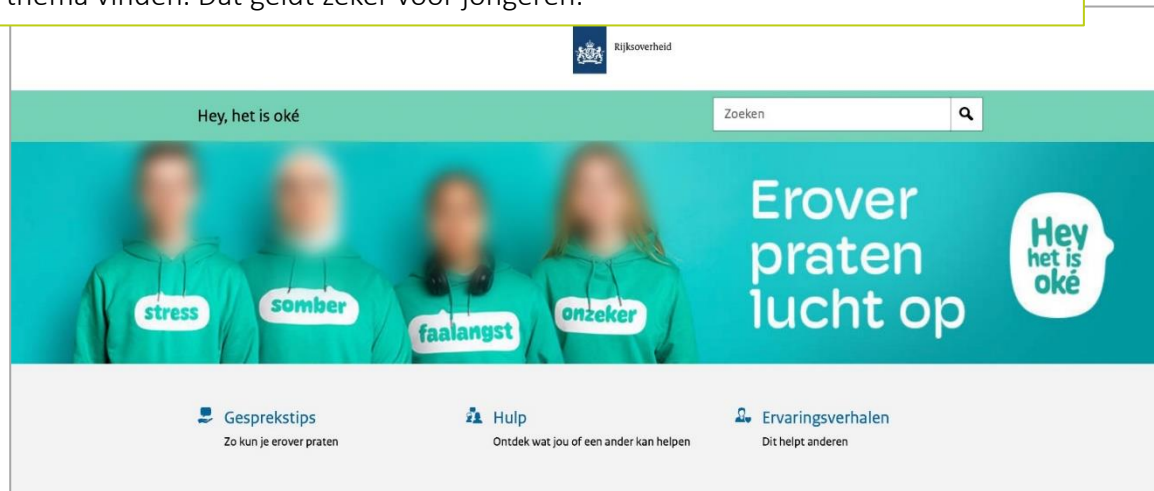 thema vinden. Dat geldt zeker voor jongeren.
Rijksoverheid
Hey, het is oké
Zoeken
stress
somber
faalangst
onzeker
Erover
praten
lucht op
Hey
het is
oké
Gesprekstips
Zo kun je erover praten
Hulp
Ontdek wat jou of een ander kan helpen
Ervaringsverhalen
Dit helpt anderen